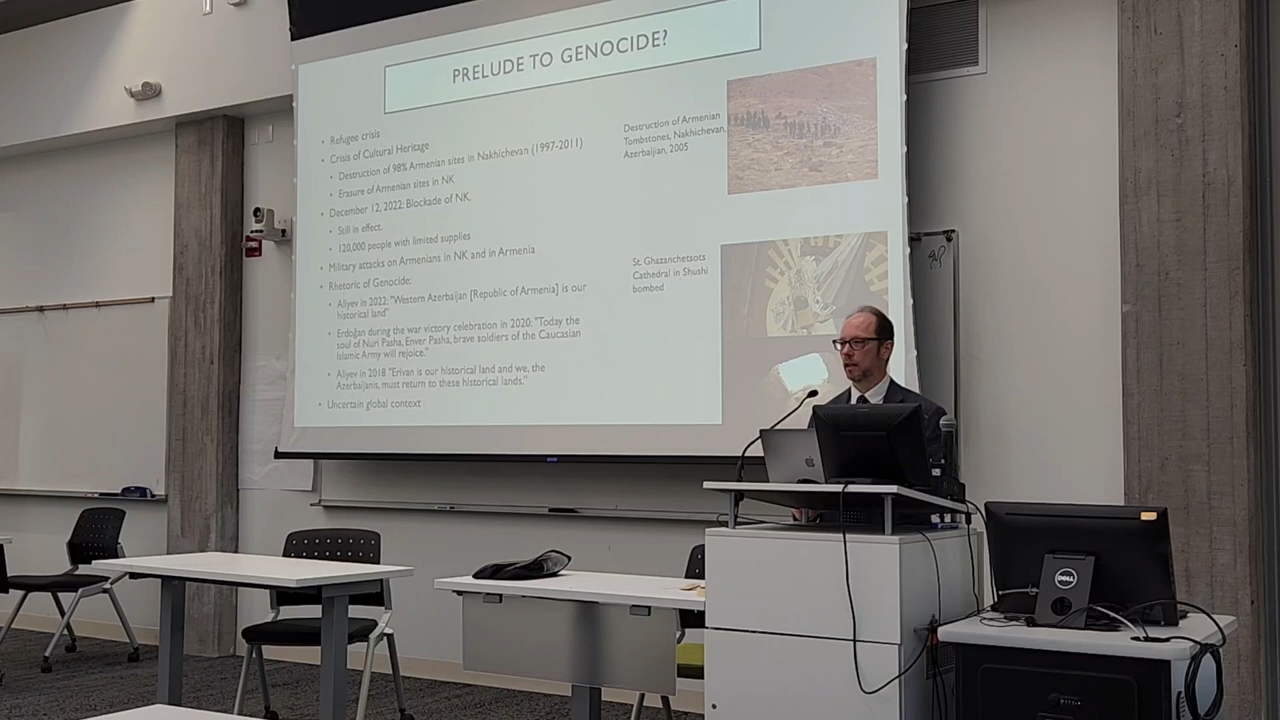 PRELUDE TO GENOCIDE?
• Refugee crisis
• Crisis of Cultural Heritage
• Destruction of 98% Armenian sites in Nakhichevan (1997-2011)
• Erasure of Armenian sites in NK
• December 12, 2022: Blockade of NK.
• Still in effect.
• 120,000 people with limited supplies
• Military attacks on Armenians in NK and in Armenia
• Rhetoric of Genocide:
• Aliyev in 2022: "Western Azerbaijan [Republic of Armenia] is our
historical land"
• Erdoğan during the war victory celebration in 2020: "Today the
soul of Nuri Pasha, Enver Pasha, brave soldiers of the Caucasian
Islamic Army will rejoice."
• Aliyev in 2018 "Erivan is our historical land and we, the
Azerbaijanis, must return to these historical lands."
• Uncertain global context
Destruction of Armenian
Tombstones, Nakhichevan,
Azerbaijian, 2005
St. Ghazanchetsots
Cathedral in Shushi
bombed
DELL